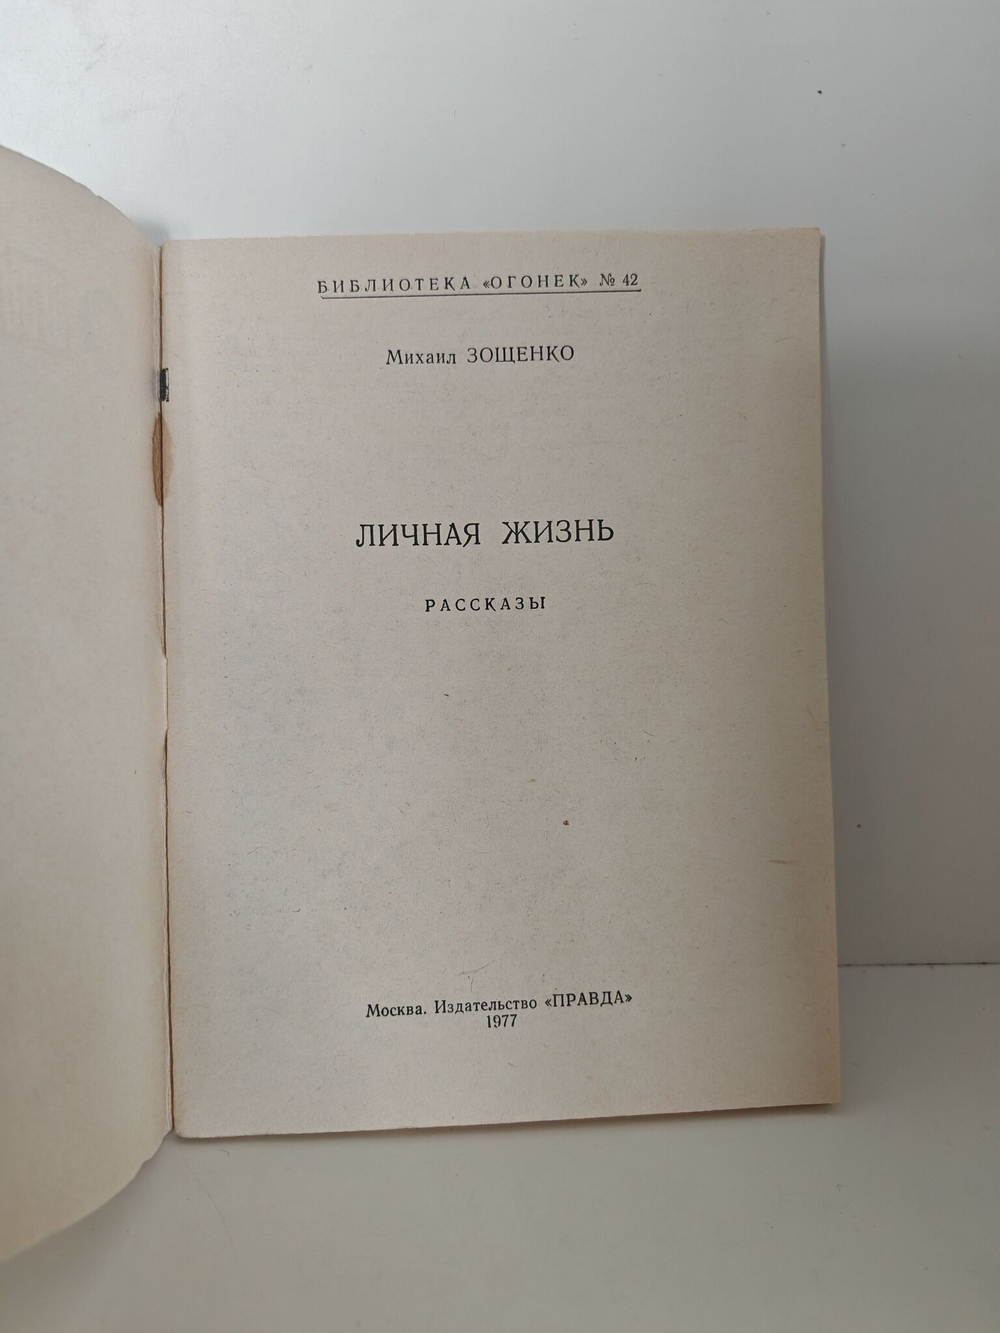 БИБЛИОТЕКА «ОГОНЕК» № 42
Михаил ЗОЩЕНКО
ЛИЧНАЯ ЖИЗНЬ
РАССКАЗЫ
Москва. Издательство «ПРАВДА»
1977